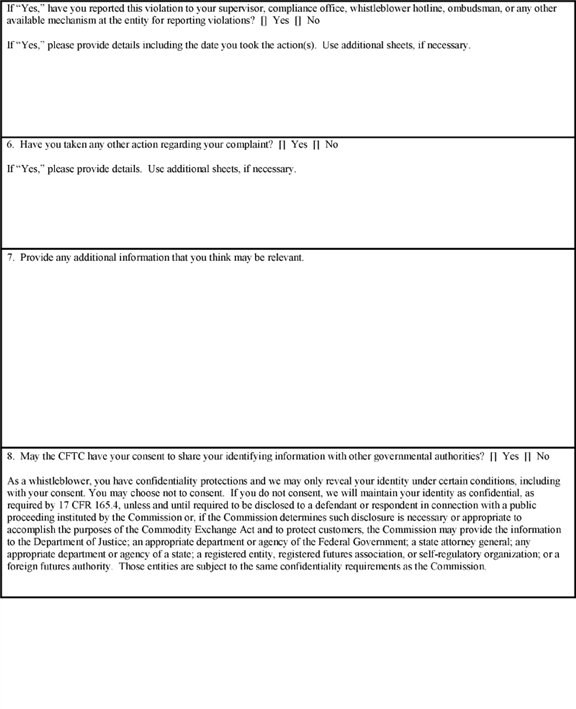 If “Yes,” have you reported this violation to your supervisor, compliance office, whistleblower hotline, ombudsman, or any other
available mechanism at the entity for reporting violations? [] Yes [] No
If “Yes,” please provide details including the date you took the action(s). Use additional sheets, if necessary.
6. Have you taken any other action regarding your complaint? [] Yes [] No
If “Yes,” please provide details. Use additional sheets, if necessary.
7. Provide any additional information that you think may be relevant.
8. May the CFTC have your consent to share your identifying information with other governmental authorities? [] Yes [] No
As a whistleblower, you have confidentiality protections and we may only reveal your identity under certain conditions, including
with your consent. You may choose not to consent. If you do not consent, we will maintain your identity as confidential, as
required by 17 CFR 165.4, unless and until required to be disclosed to a defendant or respondent in connection with a public
proceeding instituted by the Commission or, if the Commission determines such disclosure is necessary or appropriate to
accomplish the purposes of the Commodity Exchange Act and to protect customers, the Commission may provide the information
to the Department of Justice; an appropriate department or agency of the Federal Government; a state attorney general; any
appropriate department or agency of a state; a registered entity, registered futures association, or self-regulatory organization; or a
foreign futures authority. Those entities are subject to the same confidentiality requirements as the Commission.